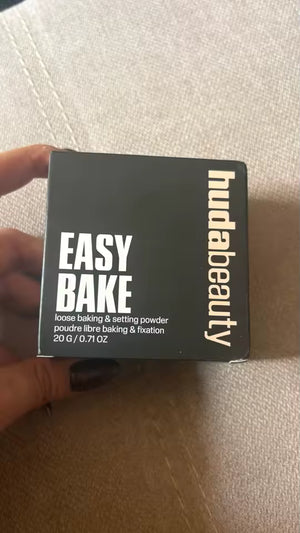 EASY
BAKE
loose baking & setting powder
poudre libre baking & fixation
20 G / 0.71 OZ
hudabeauty